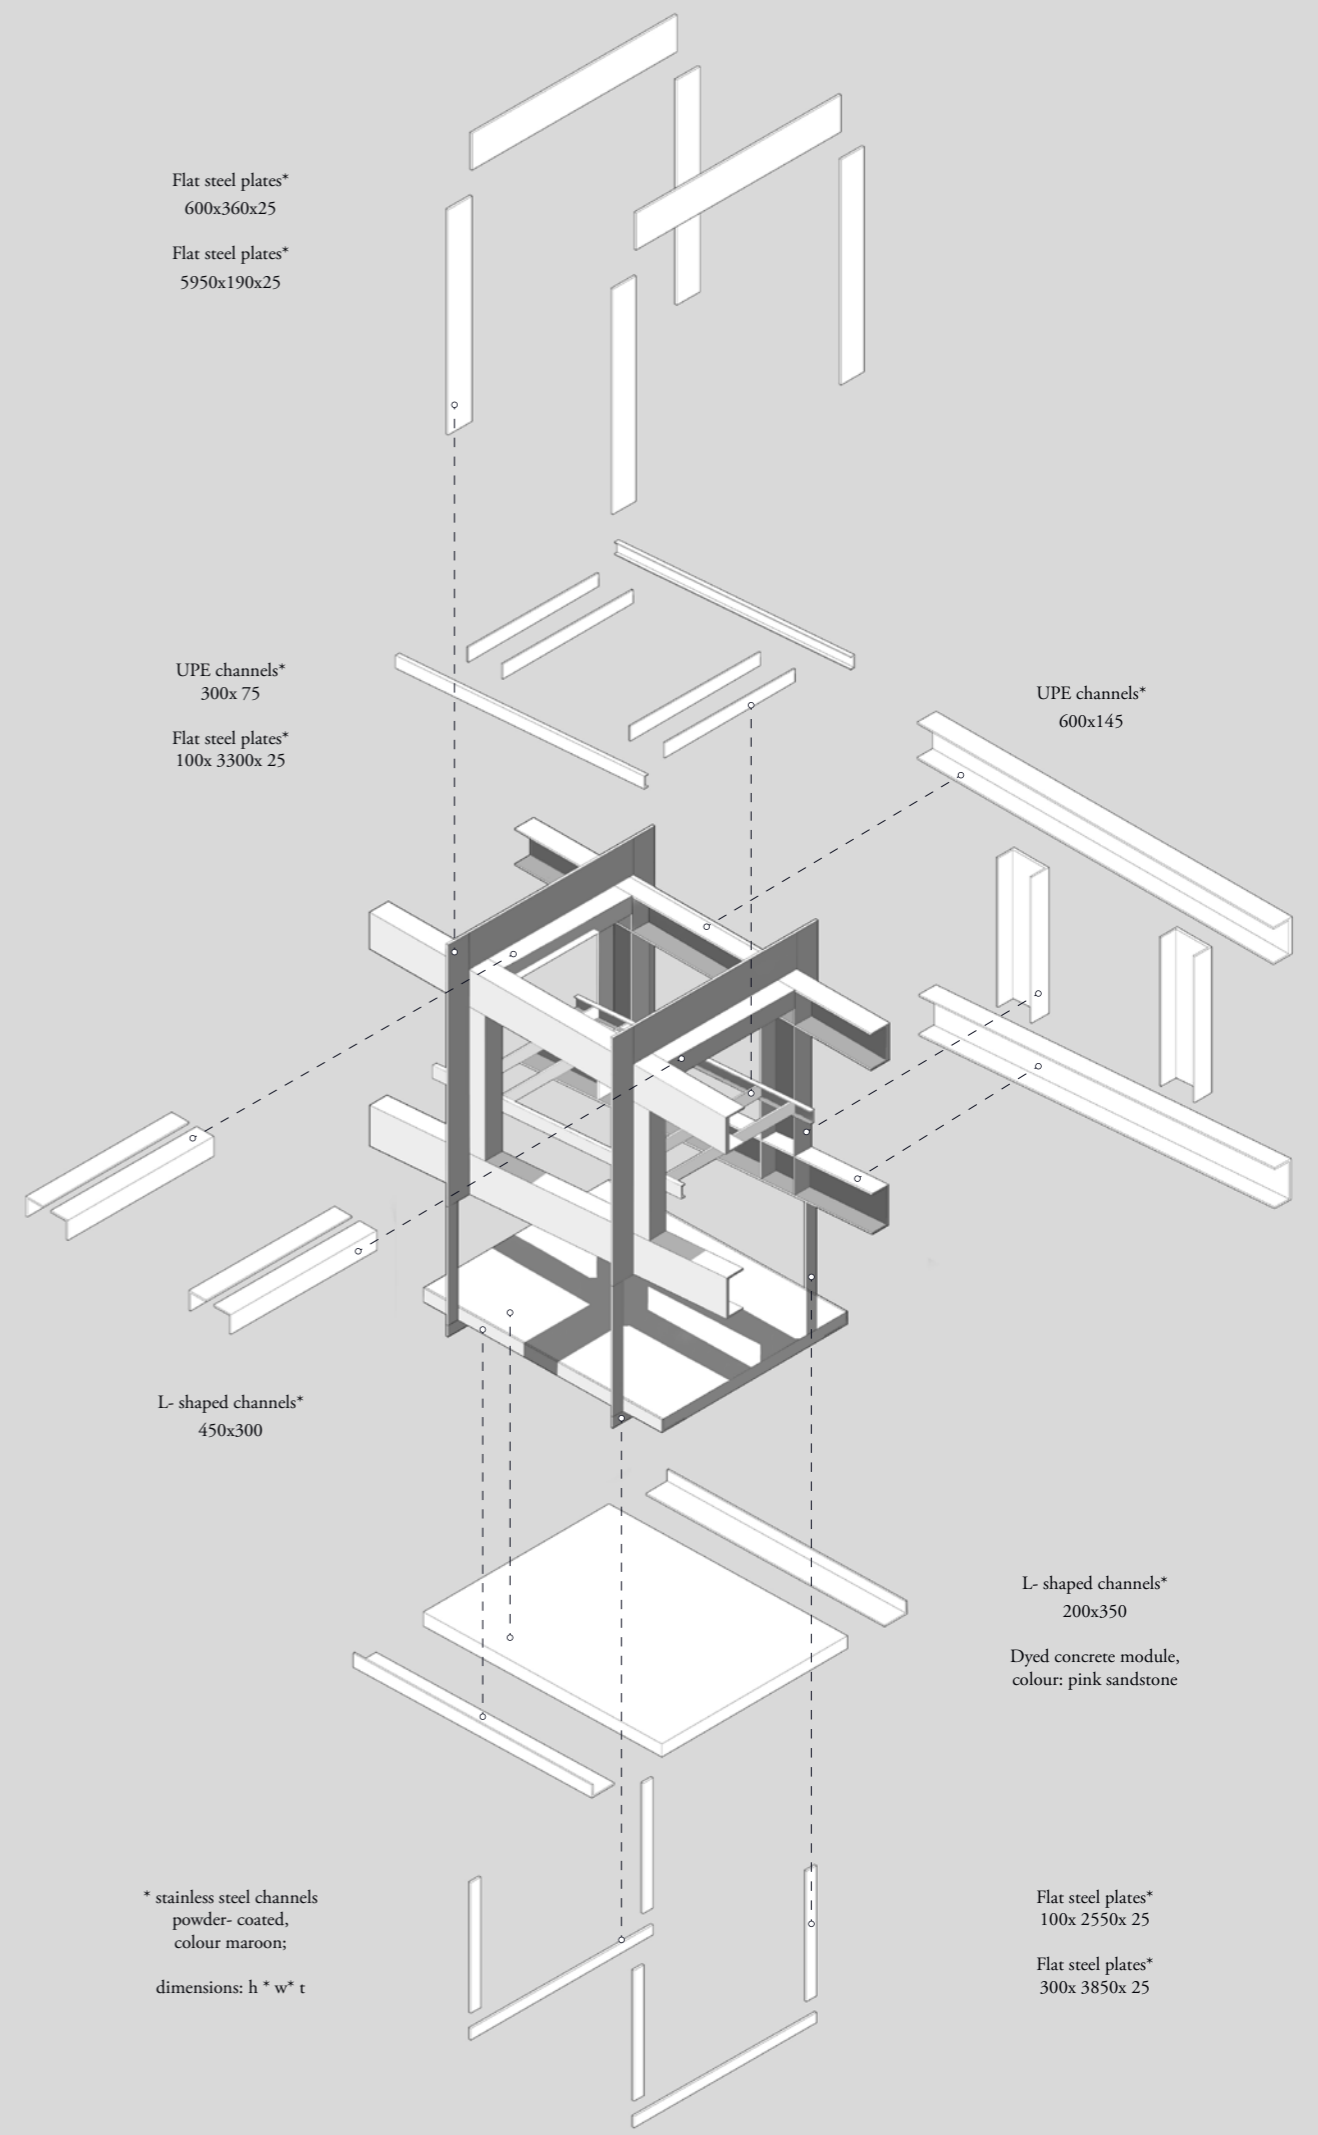 Flat steel plates*
600x360x25
Flat steel plates*
5950x190x25
UPE channels*
300x 75
Flat steel plates*
100x 3300x 25
UPE channels*
600x145
L- shaped channels*
450x300
L- shaped channels*
200x350
Dyed concrete module,
colour: pink sandstone
* stainless steel channels
powder- coated,
colour maroon;
dimensions: h * w* t
Flat steel plates*
100x 2550x 25
Flat steel plates*
300x 3850x 25